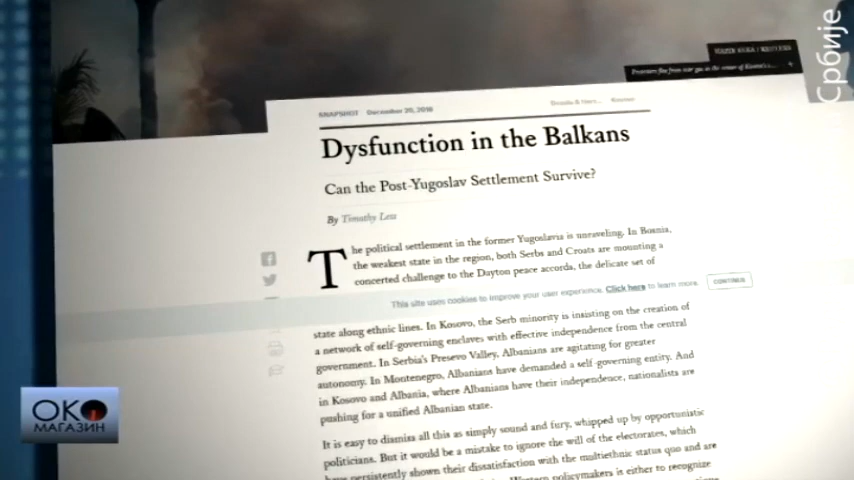 Србије
SNAPSHOT December 20, 2016
Dysfunction in the Balkans
Can the Post-Yugoslav Settlement Survive?
By Timothy Less
The political settlement in the former Yugoslavia is unraveling. In Bosnia,
the weakest state in the region, both Serbs and Croats are mounting a
concerted challenge to the Dayton peace accords, the delicate set of
This site uses cookies to improve your user experience. Click here to learn more.
CONTINUE
state along ethnic lines. In Kosovo, the Serb minority is insisting on the creation of
a network of self-governing enclaves with effective independence from the central
government. In Serbia's Presevo Valley, Albanians are agitating for greater
autonomy. In Montenegro, Albanians have demanded a self-governing entity. And
in Kosovo and Albania, where Albanians have their independence, nationalists are
pushing for a unified Albanian state.
It is easy to dismiss all this as simply sound and fury, whipped up by opportunistic
politicians. But it would be a mistake to ignore the will of the electorates, which
have persistently shown their dissatisfaction with the multiethnic status quo and are
Western policymakers is either to recognize
ОКО
МАГАЗИН